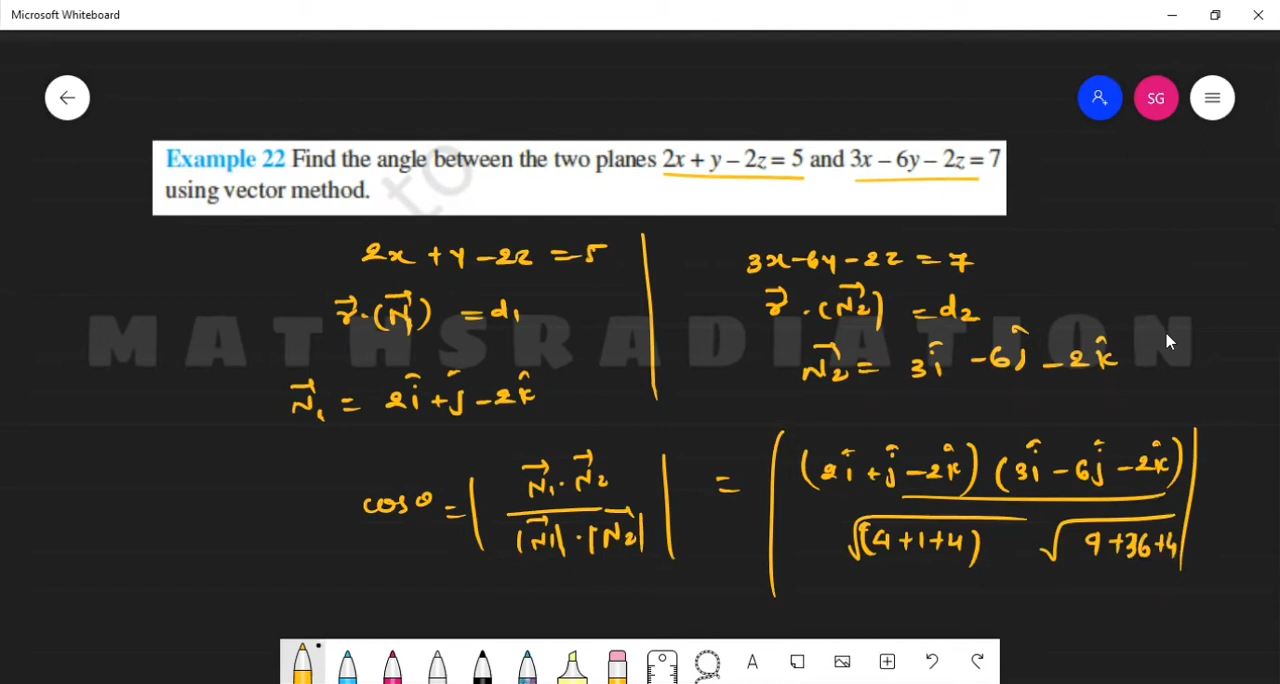 Microsoft Whiteboard
SG
Example 22 Find the angle between the two planes 2x + y – 2z = 5 and 3x – 6y – 2z = 7
using vector method.
to
2x + y - 2z = 5
3x - 6y - 2z = 7
r⃗ · (N⃗₁) = d₁
r⃗ · (N⃗₂) = d₂
MATHSRADIATION
N⃗₂ = 3î - 6ĵ - 2k̂
N⃗₁ = 2î + ĵ - 2k̂
cos θ = | N⃗₁ · N⃗₂ / |N⃗₁| · |N⃗₂| | = | (2î + ĵ - 2k̂) (3î - 6ĵ - 2k̂) / √(4+1+4) √9+36+4 |
A